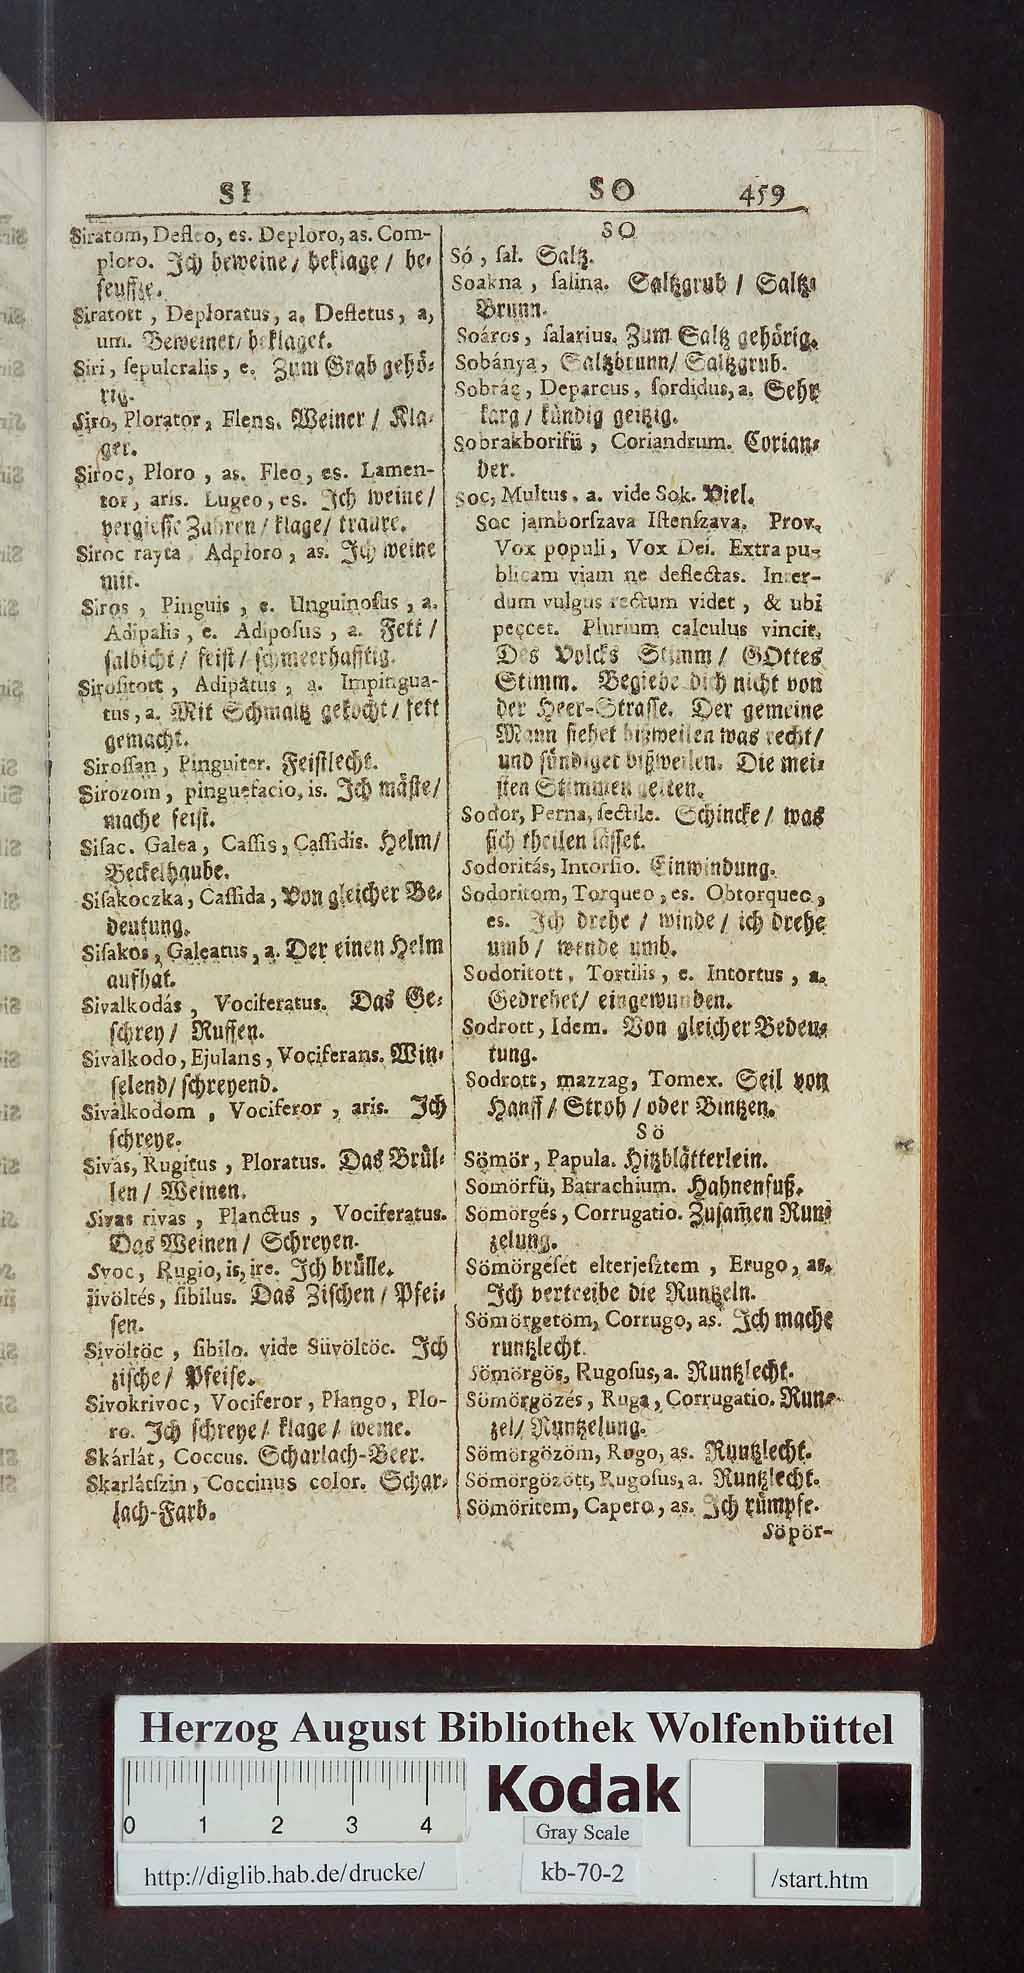 SI SO 459
Siratom, Defleo, es. Deploro, as. Com-
ploro. Ich beweine / beklage / be-
seuffze.
Siratott, Deploratus, a, Defletus, a,
um. Beweinet / beklaget.
Siri, ſepulcralis, e. Zum Grab gehö-
rig.
Siro, Plorator, Flens. Weiner / Kla-
ger.
Siroc, Ploro, as. Fleo, es. Lamen-
tor, aris. Lugeo, es. Ich weine /
vergiesse Zahren / klage / traure.
Siroc rayta, Adploro, as. Ich weine
mit.
Siros, Pinguis, e. Unguinoſus, a.
Adipalis, e. Adipoſus, a. Fett /
salbicht / feist / schmeerhafftig.
Siroſitott, Adipatus, a. Impingua-
tus, a. Mit Schmaltz gekocht / fett
gemacht.
Siroſſan, Pinguiter. Feistlecht.
Sirozom, pinguefacio, is. Ich mäste /
mache feist.
Siſac. Galea, Caſſis, Caſſidis. Helm /
Beckelhaube.
Siſakoczka, Caſſida, Von gleicher Be-
deutung.
Siſakos, Galeatus, a. Der einen Helm
aufhat.
Sivalkodás, Vociferatus. Das Ge-
schrey / Ruffen.
Sivalkodo, Ejulans, Vociferans. Win-
selend / schreyend.
Siválkodom, Vociferor, aris. Ich
schreye.
Sivás, Rugitus, Ploratus. Das Brül-
len / Weinen.
Sivas rivas, Planctus, Vociferatus.
Das Weinen / Schreyen.
Svoc, Rugio, is, ire. Ich brülle.
Sivöltés, ſibilus. Das Zischen / Pfei-
fen.
Sivöltöc, ſibilo. vide Süvöltöc. Ich
zische / Pfeife.
Sivokrivoc, Vociferor, Plango, Plo-
ro. Ich schreye / klage / weine.
Skárlát, Coccus. Scharlach-Beer.
Skarlátſzin, Coccinus color. Schar-
lach-Farb.
SO
Só, ſal. Saltz.
Soakna, ſalina. Saltzgrub / Saltz-
Brunn.
Soáros, ſalarius. Zum Saltz gehörig.
Sobánya, Saltzbrunn / Saltzgrub.
Sobrág, Deparcus, ſordidus, a. Sehr
karg / kündig geitzig.
Sobrakborifü, Coriandrum. Corian-
der.
Soc, Multus, a. vide Sok. Viel.
Soc jamborſzava Iſtenſzava. Prov.
Vox populi, Vox Dei. Extra pu-
blicam viam ne deflectas. Inter-
dum vulgus rectum videt, & ubi
peccet. Plurium calculus vincit.
Des Volcks Stimm / GOttes
Stimm. Begiebe dich nicht von
der Heer-Strasse. Der gemeine
Mann siehet bißweilen was recht /
und sündiget bißweilen. Die mei-
sten Stimmen gelten.
Sodor, Perna, ſectile. Schincke / was
sich theilen lässet.
Sodoritás, Intorſio. Einwindung.
Sodoritom, Torqueo, es. Obtorqueo,
es. Ich drehe / winde / ich drehe
umb / wende umb.
Sodoritott, Tortilis, e. Intortus, a.
Gedrehet / eingewunden.
Sodrott, Idem. Von gleicher Bedeu-
tung.
Sodrott, mazzag, Tomex. Seil von
Hanff / Stroh / oder Bintzen.
Sö
Sömör, Papula. Hitzblätterlein.
Somörfü, Batrachium. Hahnenfuß.
Sömörgés, Corrugatio. Zusam̄en Run-
zelung.
Sömörgéſét elterjeſztem, Erugo, as.
Ich vertreibe die Runtzeln.
Sömörgetöm, Corrugo, as. Ich mache
runtzlecht.
Sömörgös, Rugoſus, a. Runtzlecht.
Sömörgözés, Ruga, Corrugatio. Run-
zel / Runtzelung.
Sömörgözöm, Rugo, as. Runtzlecht.
Sömörgözött, Rugoſus, a. Runtzlecht.
Sömöritem, Capero, as. Ich rümpfe.
Söpör-
Herzog August Bibliothek Wolfenbüttel
0 1 2 3 4
Kodak
Gray Scale
http://diglib.hab.de/drucke/ kb-70-2 /start.htm